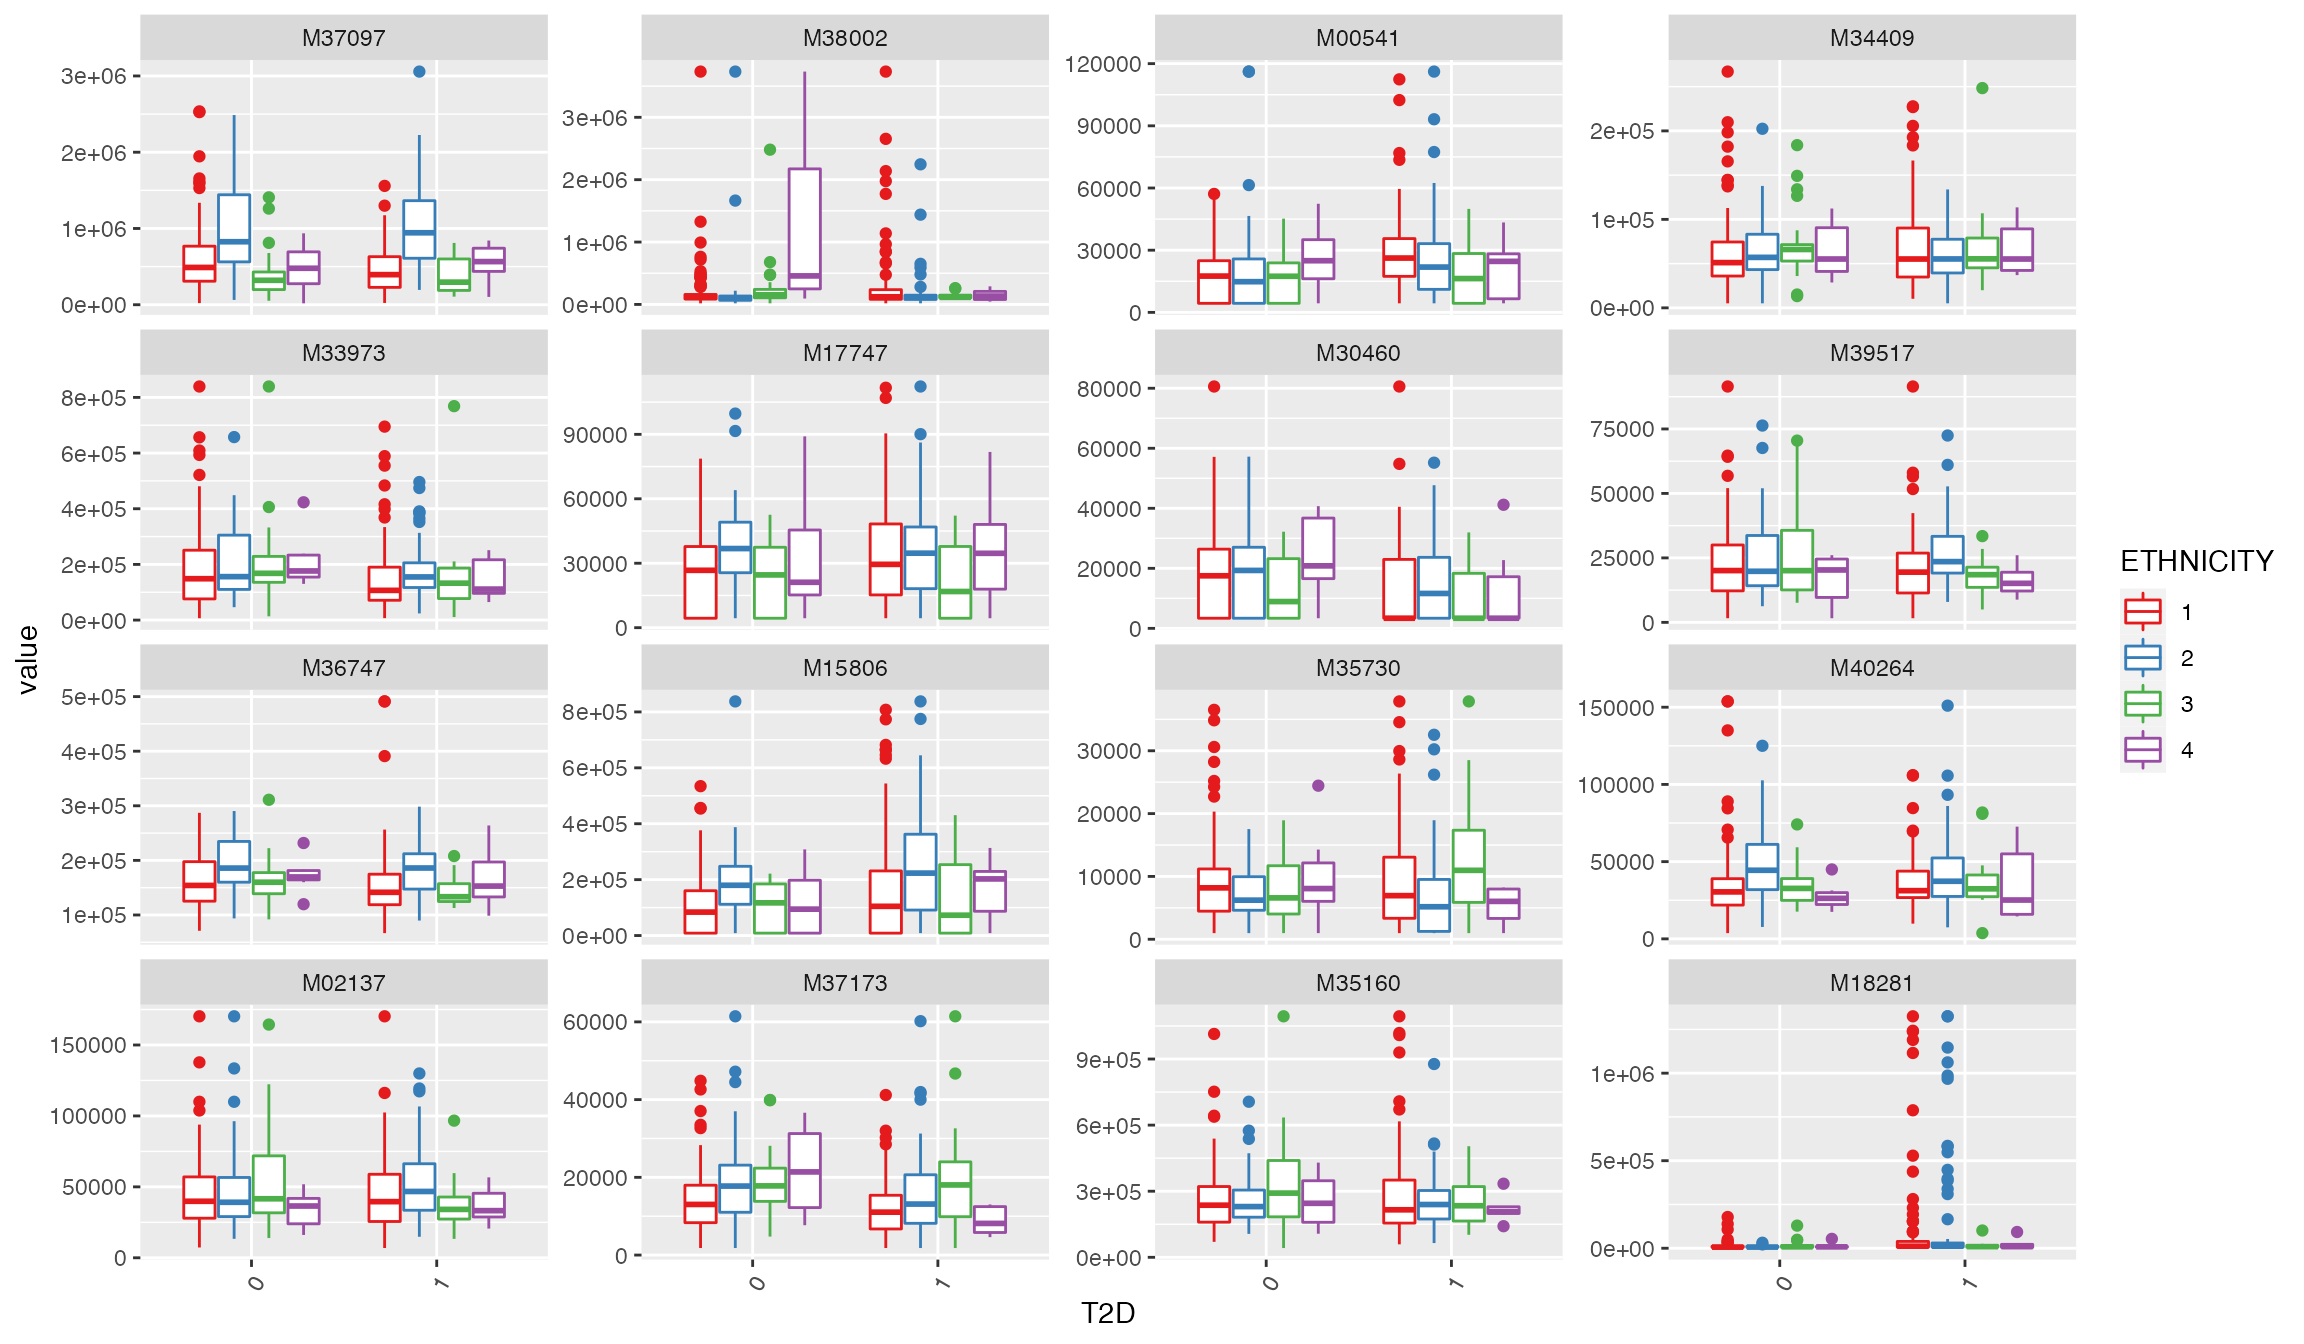 M37097 M38002 M00541 M34409
3e+06
2e+06
1e+06
0e+00
3e+06
2e+06
1e+06
0e+00
120000
90000
60000
30000
0
2e+05
1e+05
0e+00
M33973 M17747 M30460 M39517
8e+05
6e+05
4e+05
2e+05
0e+00
90000
60000
30000
0
80000
60000
40000
20000
0
75000
50000
25000
0
M36747 M15806 M35730 M40264
5e+05
4e+05
3e+05
2e+05
1e+05
8e+05
6e+05
4e+05
2e+05
0e+00
30000
20000
10000
0
150000
100000
50000
0
M02137 M37173 M35160 M18281
150000
100000
50000
0
60000
40000
20000
0
9e+05
6e+05
3e+05
0e+00
1e+06
5e+05
0e+00
0 1 0 1 0 1 0 1
T2D
value
ETHNICITY
1
2
3
4